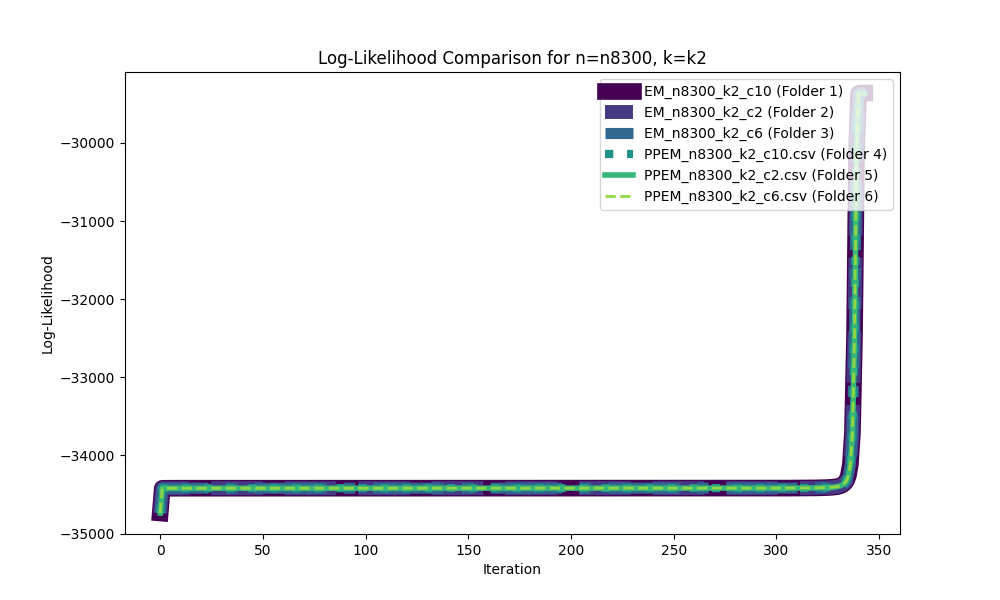 Log-Likelihood Comparison for n=n8300, k=k2
EM_n8300_k2_c10 (Folder 1)
EM_n8300_k2_c2 (Folder 2)
EM_n8300_k2_c6 (Folder 3)
PPEM_n8300_k2_c10.csv (Folder 4)
PPEM_n8300_k2_c2.csv (Folder 5)
PPEM_n8300_k2_c6.csv (Folder 6)
Log-Likelihood
−30000
−31000
−32000
−33000
−34000
−35000
0 50 100 150 200 250 300 350
Iteration